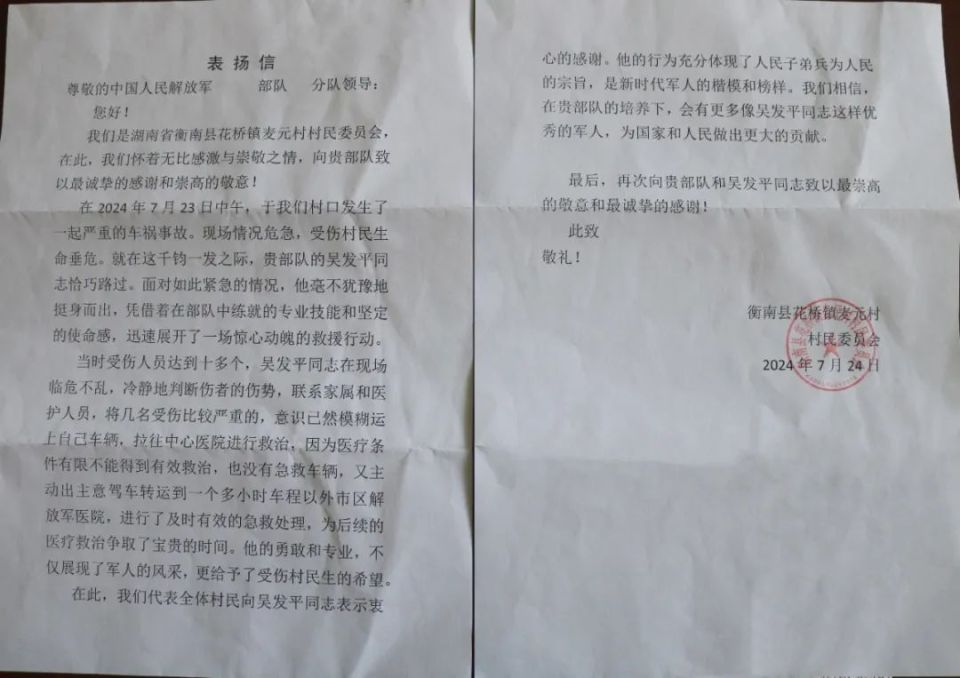 表扬信
尊敬的中国人民解放军 部队 分队领导：
您好！
我们是湖南省衡南县花桥镇麦元村村民委员会，
在此，我们怀着无比感激与崇敬之情，向贵部队致
以最诚挚的感谢和崇高的敬意！
在 2024 年 7 月 23 日中午，于我们村口发生了
一起严重的车祸事故。现场情况危急，受伤村民生
命垂危。就在这千钧一发之际，贵部队的吴发平同
志恰巧路过。面对如此紧急的情况，他毫不犹豫地
挺身而出，凭借着在部队中练就的专业技能和坚定
的使命感，迅速展开了一场惊心动魄的救援行动。
当时受伤人员达到十多个，吴发平同志在现场
临危不乱，冷静地判断伤者的伤势，联系家属和医
护人员，将几名受伤比较严重的，意识已然模糊运
上自己车辆，拉往中心医院进行救治，因为医疗条
件有限不能得到有效救治，也没有急救车辆，又主
动出主意驾车转运到一个多小时车程以外市区解
放军医院，进行了及时有效的急救处理，为后续的
医疗救治争取了宝贵的时间。他的勇敢和专业，不
仅展现了军人的风采，更给予了受伤村民生的希望。
在此，我们代表全体村民向吴发平同志表示衷
心的感谢。他的行为充分体现了人民子弟兵为人民
的宗旨，是新时代军人的楷模和榜样。我们相信，
在贵部队的培养下，会有更多像吴发平同志这样优
秀的军人，为国家和人民做出更大的贡献。
最后，再次向贵部队和吴发平同志致以最崇高
的敬意和最诚挚的感谢！
此致
敬礼！
衡南县花桥镇麦元村
村民委员会
2024 年 7 月 24 日